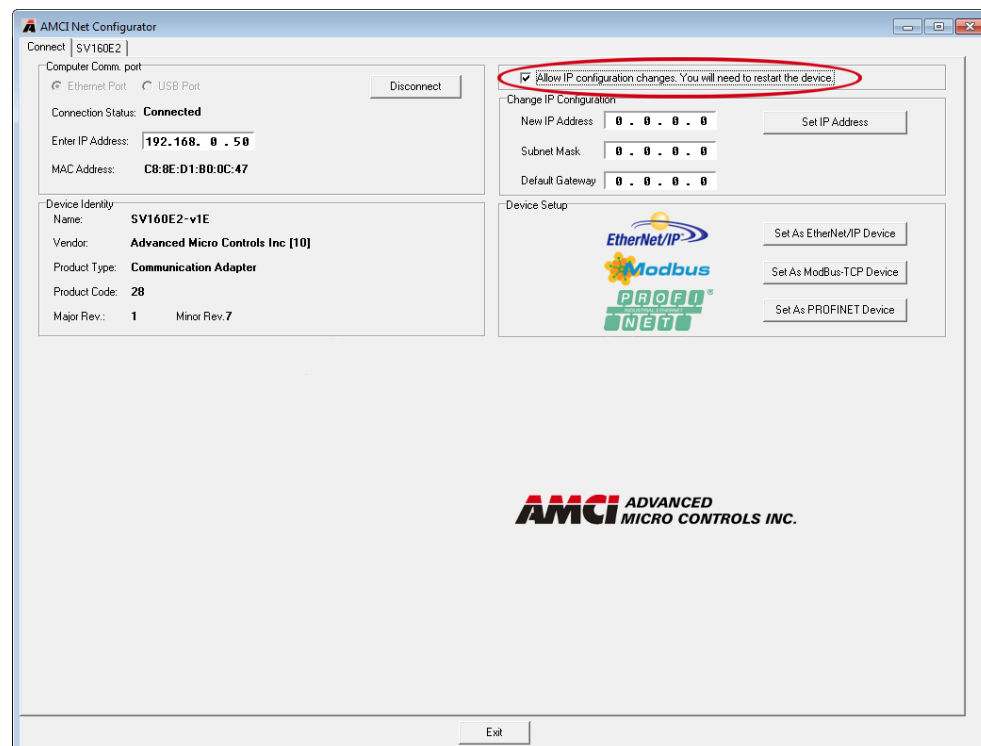 AMCI Net Configurator
Connect SV160E2
Computer Comm. port
Ethernet Port USB Port Disconnect
Connection Status: Connected
Enter IP Address: 192.168. 0 .50
MAC Address: C8:8E:D1:B0:0C:47
Allow IP configuration changes. You will need to restart the device.
Change IP Configuration
New IP Address 0 . 0 . 0 . 0 Set IP Address
Subnet Mask 0 . 0 . 0 . 0
Default Gateway 0 . 0 . 0 . 0
Device Identity
Name: SV160E2-v1E
Vendor: Advanced Micro Controls Inc [10]
Product Type: Communication Adapter
Product Code: 28
Major Rev.: 1 Minor Rev.7
Device Setup
EtherNet/IP Set As EtherNet/IP Device
Modbus Set As ModBus-TCP Device
PROFI ®
INDUSTRIAL ETHERNET
NET Set As PROFINET Device
AMCI ADVANCED
MICRO CONTROLS INC.
Exit